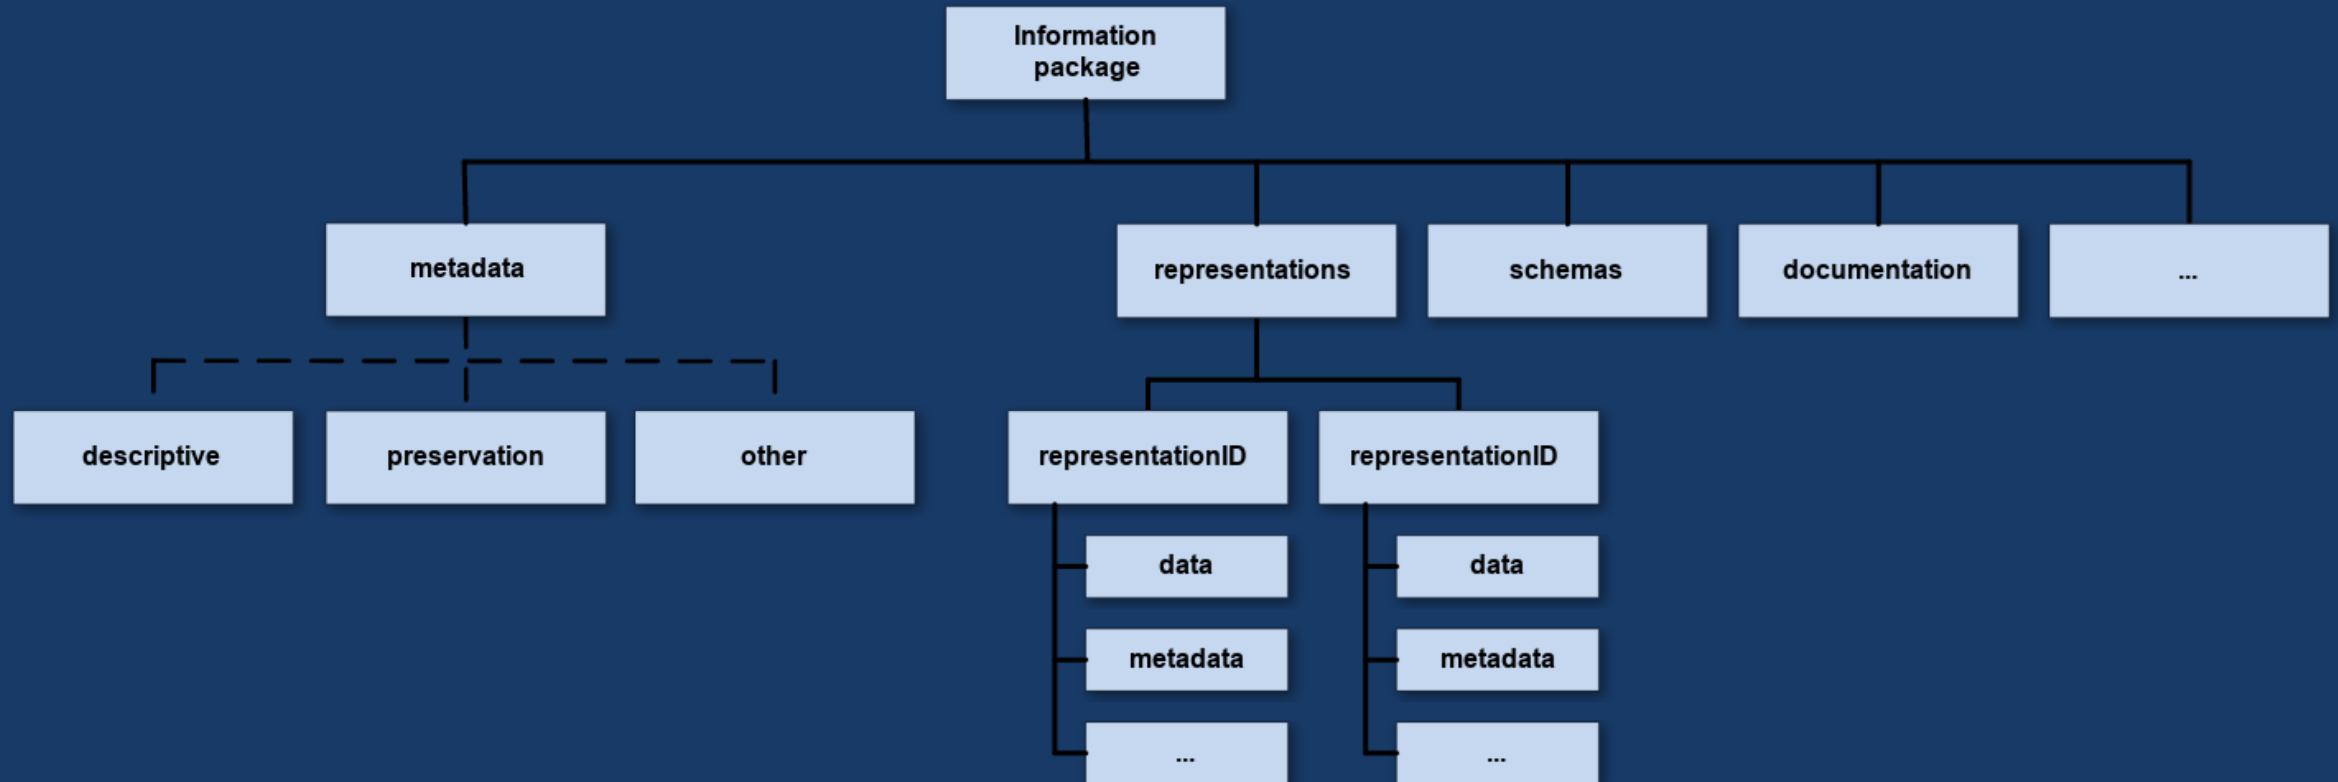 Information
package
metadata
representations
schemas
documentation
...
descriptive
preservation
other
representationID
representationID
data
data
metadata
metadata
...
...